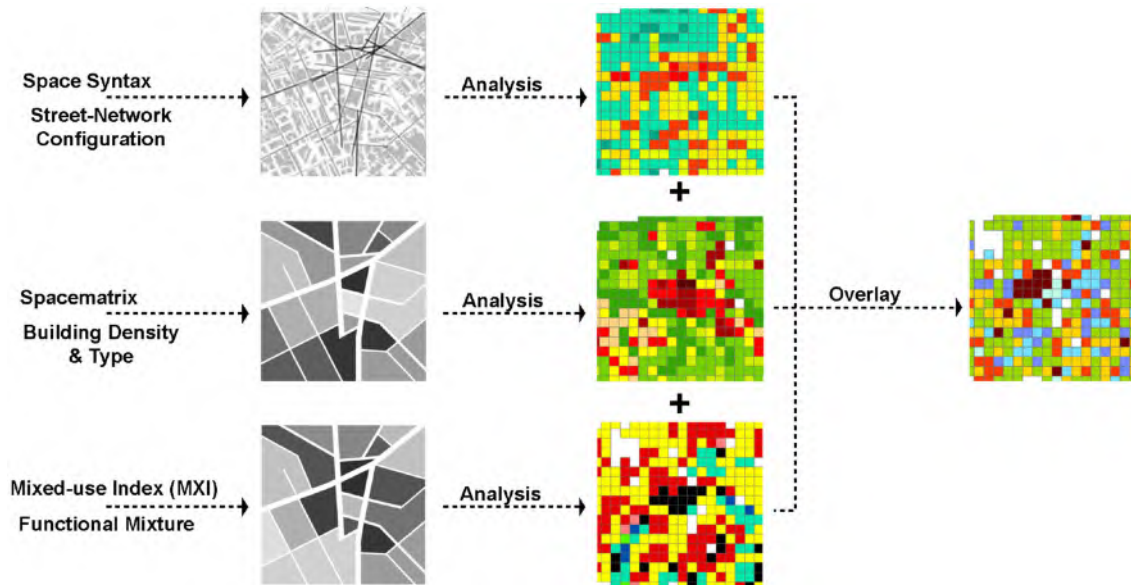 Space Syntax
Street-Network
Configuration
Analysis
+
Spacematrix
Building Density
& Type
Analysis
Overlay
+
Mixed-use Index (MXI)
Functional Mixture
Analysis